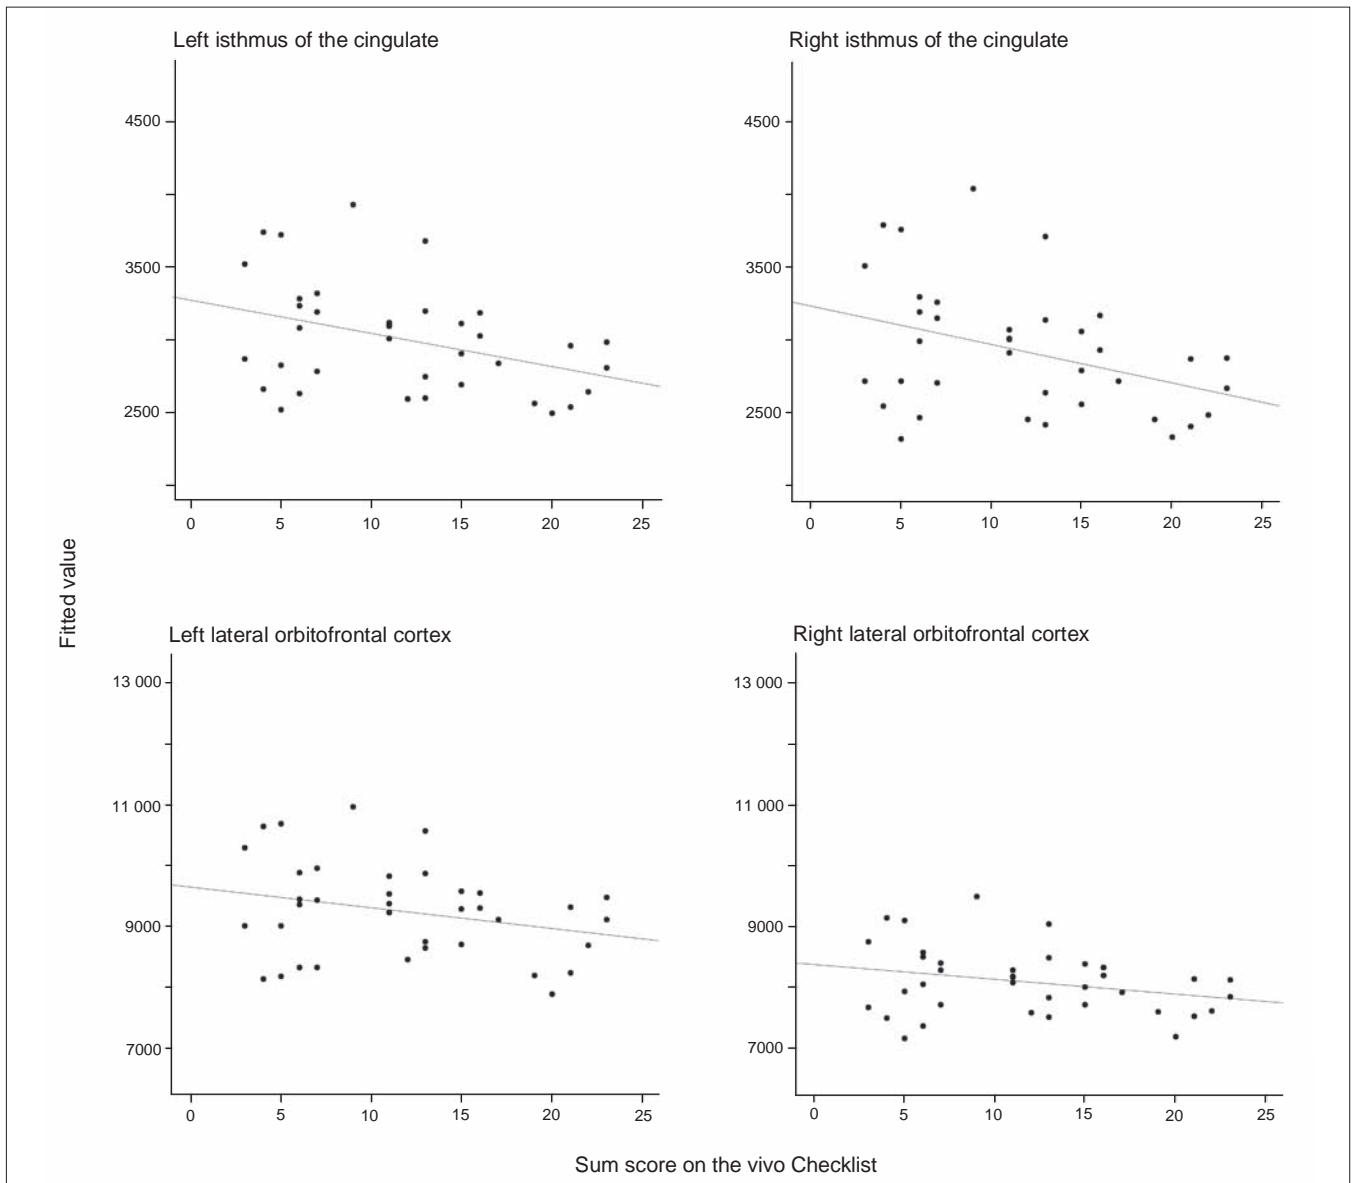 Left isthmus of the cingulate
4500
3500
2500
0 5 10 15 20 25
Right isthmus of the cingulate
4500
3500
2500
0 5 10 15 20 25
Fitted value
Left lateral orbitofrontal cortex
13 000
11 000
9000
7000
0 5 10 15 20 25
Right lateral orbitofrontal cortex
13 000
11 000
9000
7000
0 5 10 15 20 25
Sum score on the vivo Checklist